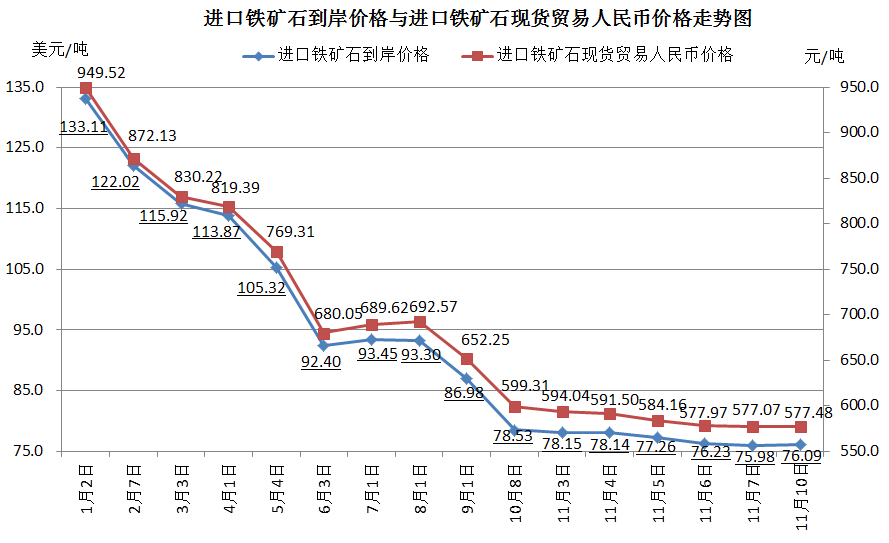 进口铁矿石到岸价格与进口铁矿石现货贸易人民币价格走势图
美元/吨
进口铁矿石到岸价格
进口铁矿石现货贸易人民币价格
元/吨
135.0
125.0
115.0
105.0
95.0
85.0
75.0
950.0
900.0
850.0
800.0
750.0
700.0
650.0
600.0
550.0
949.52
872.13
830.22
819.39
769.31
680.05
689.62
692.57
652.25
599.31
594.04
591.50
584.16
577.97
577.07
577.48
133.11
122.02
115.92
113.87
105.32
92.40
93.45
93.30
86.98
78.53
78.15
78.14
77.26
76.23
75.98
76.09
1月2日
2月7日
3月3日
4月1日
5月4日
6月3日
7月1日
8月1日
9月1日
10月8日
11月3日
11月4日
11月5日
11月6日
11月7日
11月10日